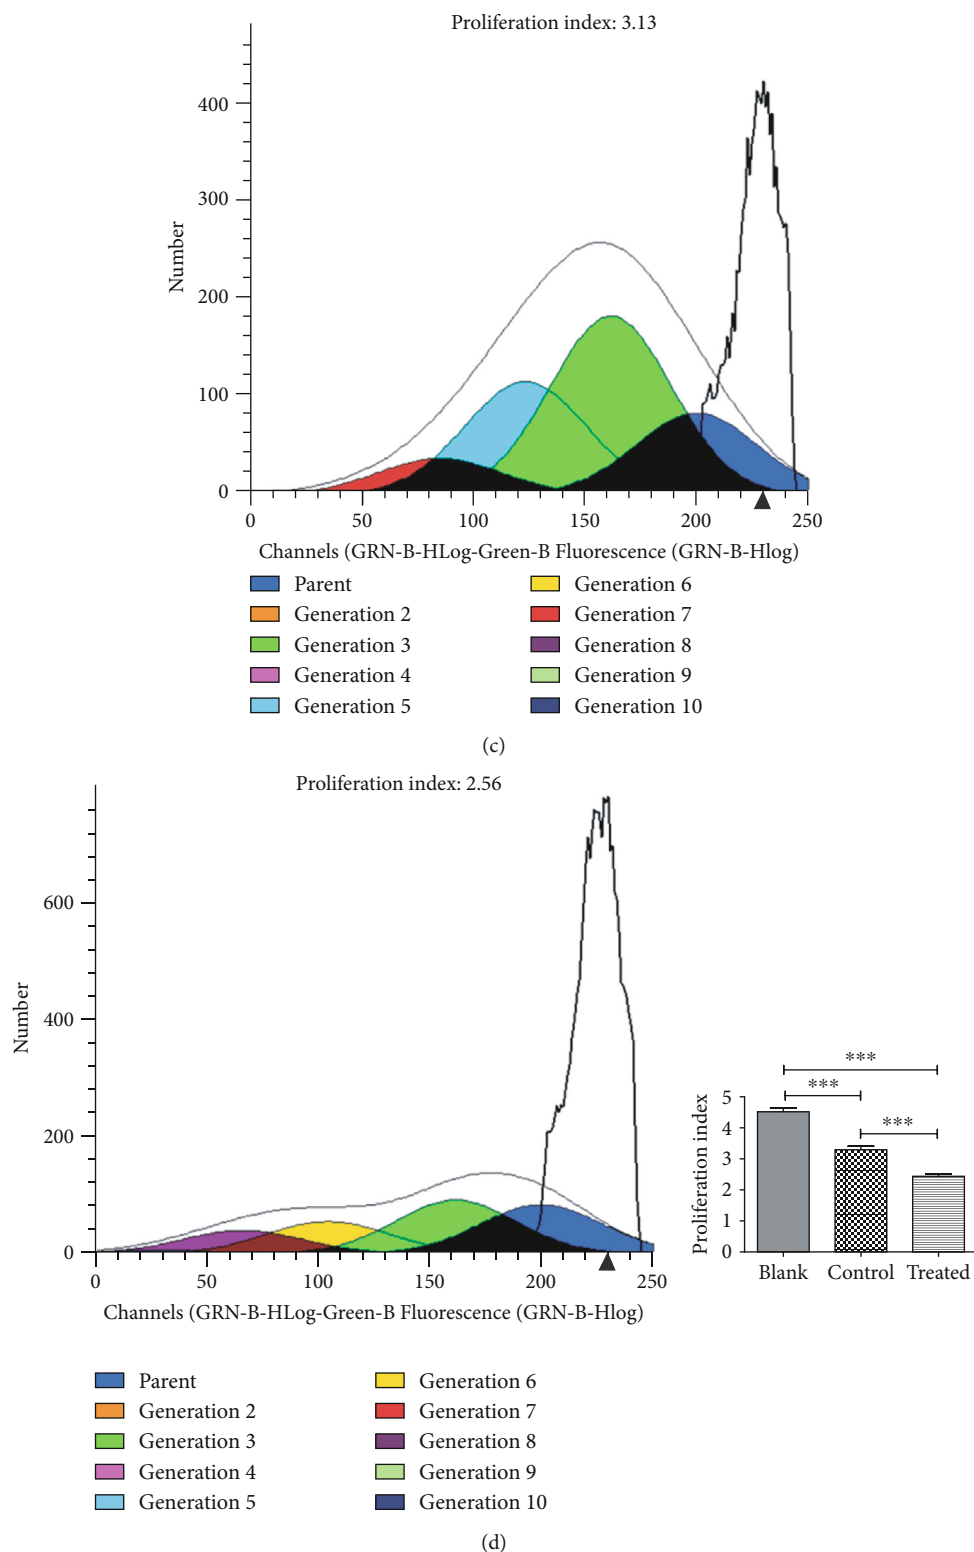 Proliferation index: 3.13
400
300
200
100
0
Number
0 50 100 150 200 250
Channels (GRN-B-HLog-Green-B Fluorescence (GRN-B-Hlog)
Parent
Generation 2
Generation 3
Generation 4
Generation 5
Generation 6
Generation 7
Generation 8
Generation 9
Generation 10
(c)
Proliferation index: 2.56
600
400
200
0
Number
0 50 100 150 200 250
Channels (GRN-B-HLog-Green-B Fluorescence (GRN-B-Hlog)
***
***
***
5
4
3
2
1
0
Proliferation index
Blank Control Treated
Parent
Generation 2
Generation 3
Generation 4
Generation 5
Generation 6
Generation 7
Generation 8
Generation 9
Generation 10
(d)